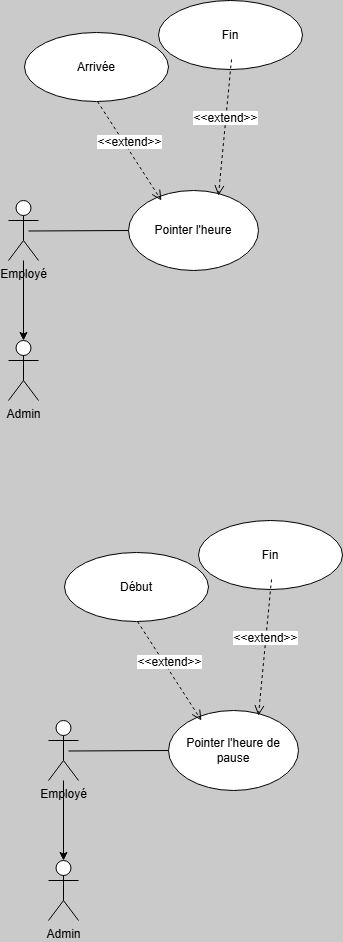 Fin
Arrivée
<<extend>>
<<extend>>
Pointer l'heure
Employé
Admin
Fin
Début
<<extend>>
<<extend>>
Pointer l'heure de
pause
Employé
Admin